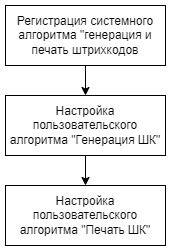 Регистрация системного
алгоритма "генерация и
печать штрихкодов
Настройка
пользовательского
алгоритма "Генерация ШК"
Настройка
пользовательского
алгоритма "Печать ШК"